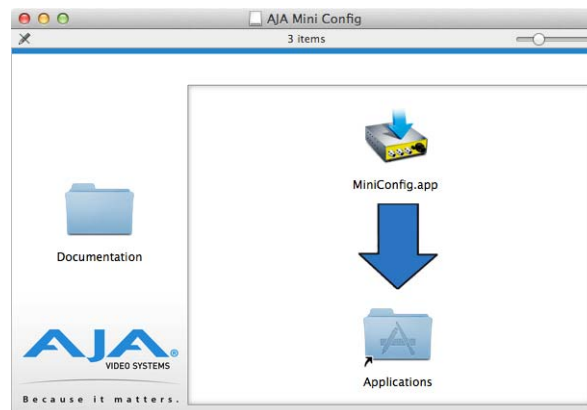 AJA Mini Config
3 items
MiniConfig.app
Documentation
Applications
AJA
VIDEO SYSTEMS
Because it matters.